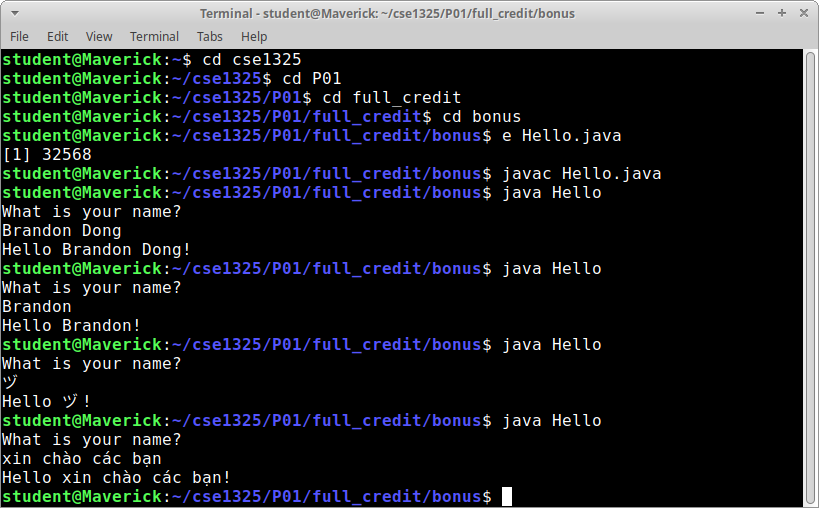 Terminal - student@Maverick: ~/cse1325/P01/full_credit/bonus
File Edit View Terminal Tabs Help
student@Maverick:~$ cd cse1325
student@Maverick:~/cse1325$ cd P01
student@Maverick:~/cse1325/P01$ cd full_credit
student@Maverick:~/cse1325/P01/full_credit$ cd bonus
student@Maverick:~/cse1325/P01/full_credit/bonus$ e Hello.java
[1] 32568
student@Maverick:~/cse1325/P01/full_credit/bonus$ javac Hello.java
student@Maverick:~/cse1325/P01/full_credit/bonus$ java Hello
What is your name?
Brandon Dong
Hello Brandon Dong!
student@Maverick:~/cse1325/P01/full_credit/bonus$ java Hello
What is your name?
Brandon
Hello Brandon!
student@Maverick:~/cse1325/P01/full_credit/bonus$ java Hello
What is your name?
ヅ
Hello ヅ!
student@Maverick:~/cse1325/P01/full_credit/bonus$ java Hello
What is your name?
xin chào các bạn
Hello xin chào các bạn!
student@Maverick:~/cse1325/P01/full_credit/bonus$